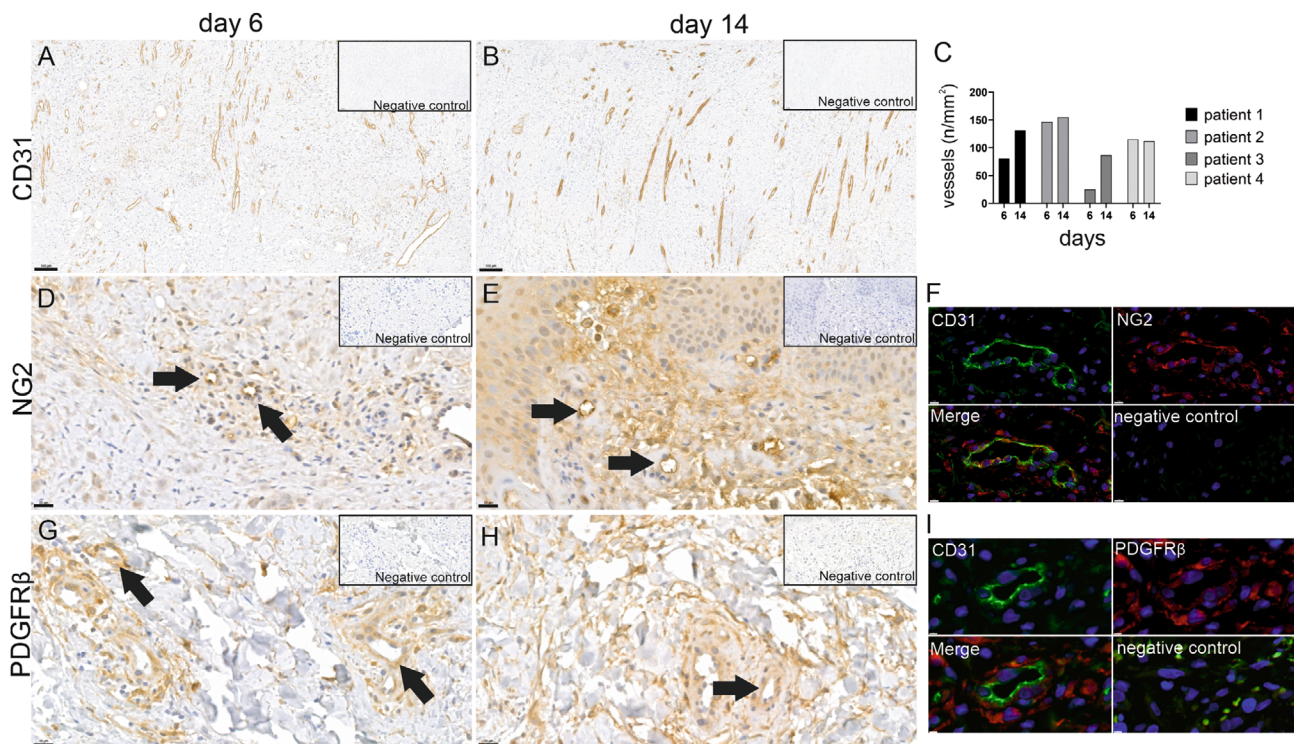 day 6
day 14
CD31
A
Negative control
B
Negative control
C
vessels (n/mm²)
200
150
100
50
0
6 14 6 14 6 14 6 14
days
patient 1
patient 2
patient 3
patient 4
NG2
D
Negative control
E
Negative control
F
CD31
NG2
Merge
negative control
PDGFRβ
G
Negative control
H
Negative control
I
CD31
PDGFRβ
Merge
negative control